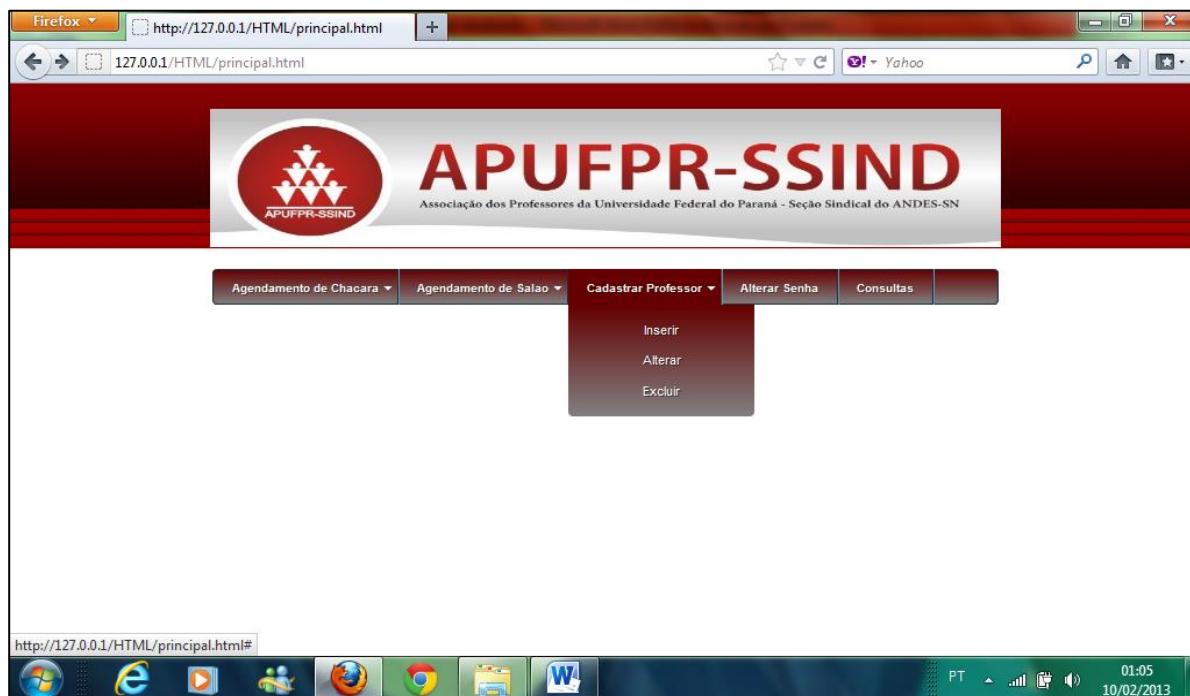 Firefox
http://127.0.0.1/HTML/principal.html
127.0.0.1/HTML/principal.html
Yahoo
APUFPR-SSIND
APUFPR-SSIND
Associação dos Professores da Universidade Federal do Paraná - Seção Sindical do ANDES-SN
Agendamento de Chacara
Agendamento de Salao
Cadastrar Professor
Alterar Senha
Consultas
Inserir
Alterar
Excluir
http://127.0.0.1/HTML/principal.html#
PT
01:05
10/02/2013